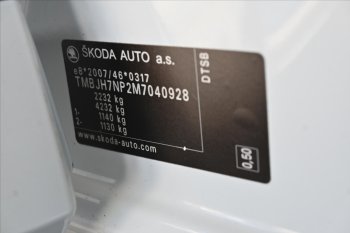 ŠKODA AUTO a.s.
e8*2007/46*0317
TMBJH7NP2M7040928
2232 kg
4232 kg
1- 1140 kg
2- 1130 kg
www.skoda-auto.com
DTSB
0,50